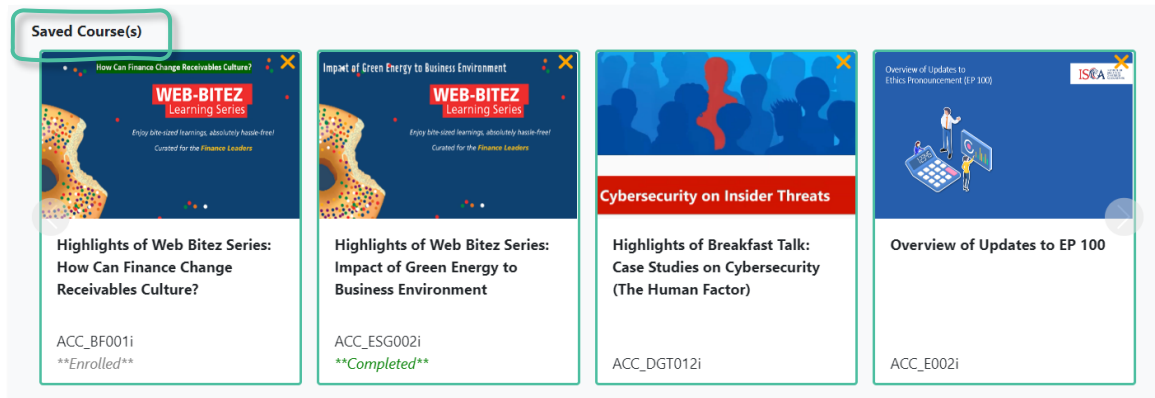 Saved Course(s)
How Can Finance Change Receivables Culture?
WEB-BITEZ
Learning Series
Enjoy bite-sized learnings, absolutely hassle-free!
Curated for the Finance Leaders
Highlights of Web Bitez Series:
How Can Finance Change
Receivables Culture?
ACC_BF001i
**Enrolled**
Impact of Green Energy to Business Environment
WEB-BITEZ
Learning Series
Enjoy bite-sized learnings, absolutely hassle-free!
Curated for the Finance Leaders
Highlights of Web Bitez Series:
Impact of Green Energy to
Business Environment
ACC_ESG002i
**Completed**
Cybersecurity on Insider Threats
Highlights of Breakfast Talk:
Case Studies on Cybersecurity
(The Human Factor)
ACC_DGT012i
Overview of Updates to
Ethics Pronouncement (EP 100)
ISCA
Overview of Updates to EP 100
ACC_E002i